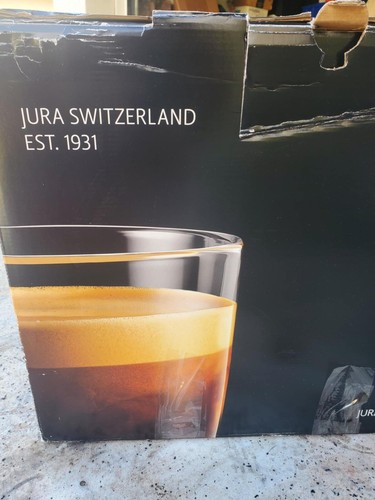 JURA SWITZERLAND
EST. 1931